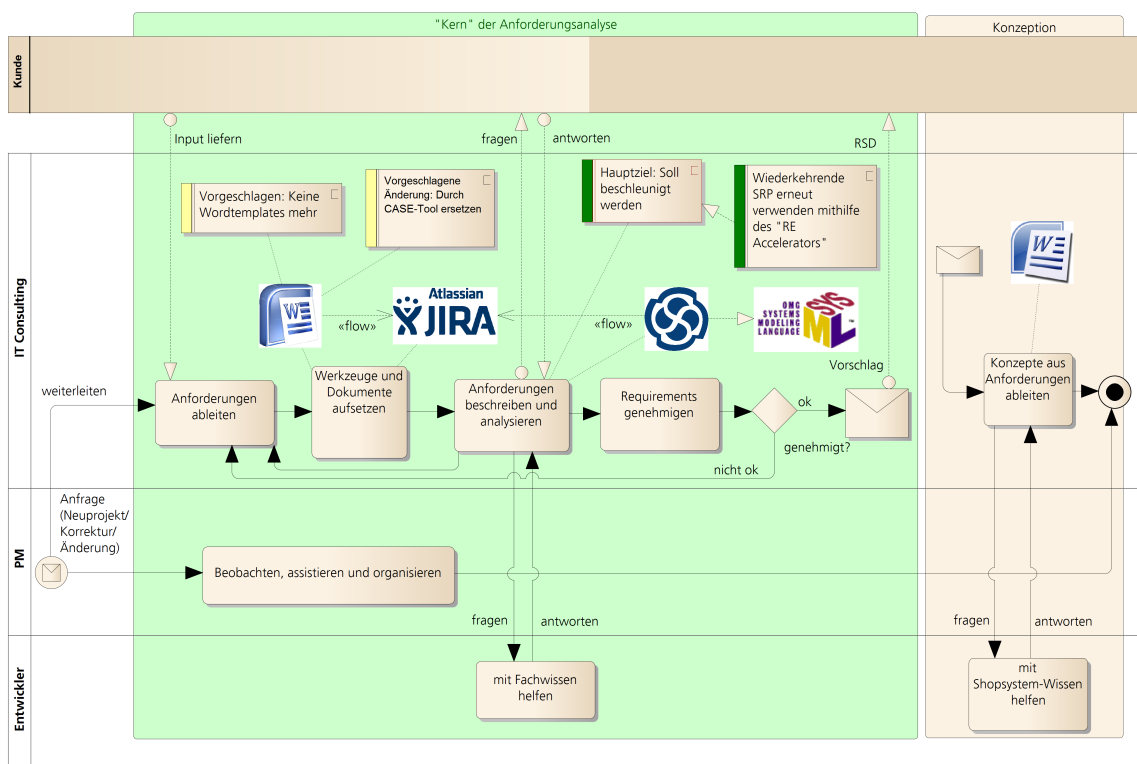 "Kern" der Anforderungsanalyse
Konzeption
Kunde
Input liefern
fragen
antworten
RSD
IT Consulting
Vorgeschlagen: Keine
Wordtemplates mehr
Vorgeschlagene
Änderung: Durch
CASE-Tool ersetzen
Hauptziel: Soll
beschleunigt
werden
Wiederkehrende
SRP erneut
verwenden mithilfe
des "RE
Accelerators"
W
W
«flow»
Atlassian
JIRA
«flow»
OMG
SYSTEMS
MODELING
LANGUAGE
SYS
ML™
Vorschlag
weiterleiten
Anforderungen
ableiten
Werkzeuge und
Dokumente
aufsetzen
Anforderungen
beschreiben und
analysieren
Requirements
genehmigen
ok
genehmigt?
nicht ok
Konzepte aus
Anforderungen
ableiten
PM
Anfrage
(Neuprojekt/
Korrektur/
Änderung)
Beobachten, assistieren und organisieren
fragen
antworten
fragen
antworten
Entwickler
mit Fachwissen
helfen
mit
Shopsystem-Wissen
helfen